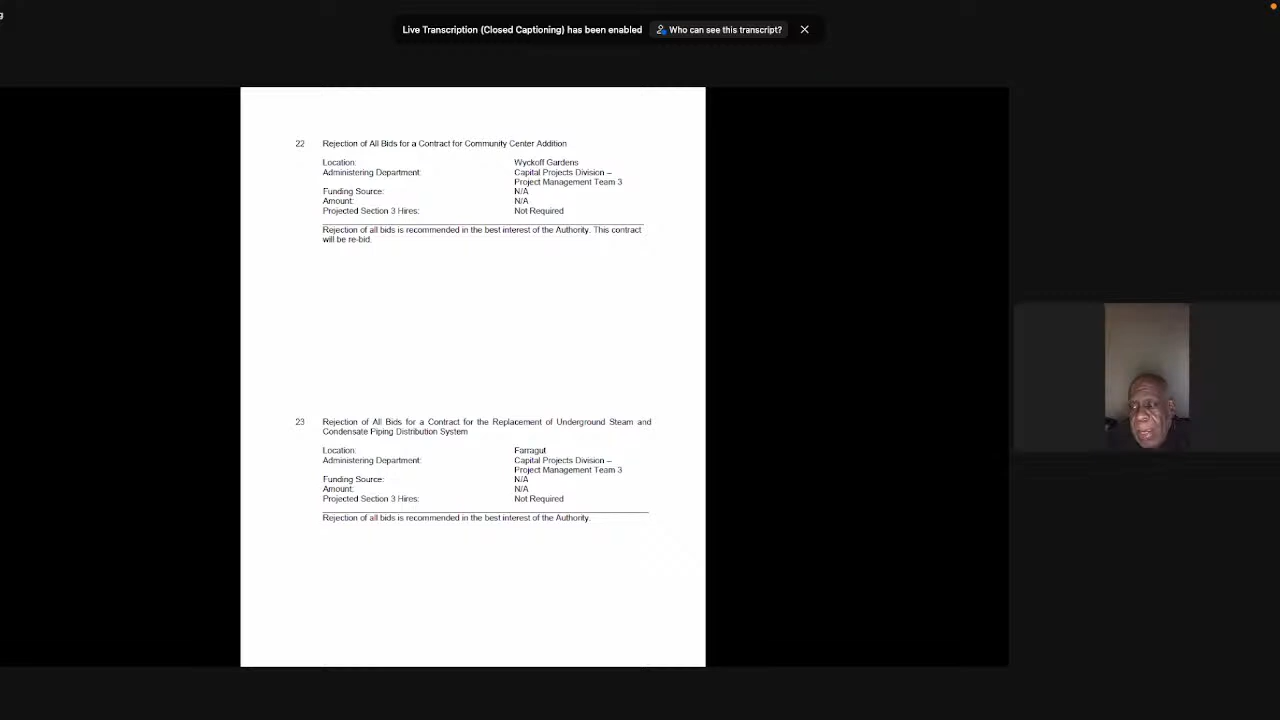 g
Live Transcription (Closed Captioning) has been enabled
Who can see this transcript?
22 Rejection of All Bids for a Contract for Community Center Addition
Location: Wyckoff Gardens
Administering Department: Capital Projects Division –
Project Management Team 3
Funding Source: N/A
Amount: N/A
Projected Section 3 Hires: Not Required
Rejection of all bids is recommended in the best interest of the Authority. This contract
will be re-bid.
23 Rejection of All Bids for a Contract for the Replacement of Underground Steam and
Condensate Piping Distribution System
Location: Farragut
Administering Department: Capital Projects Division –
Project Management Team 3
Funding Source: N/A
Amount: N/A
Projected Section 3 Hires: Not Required
Rejection of all bids is recommended in the best interest of the Authority.